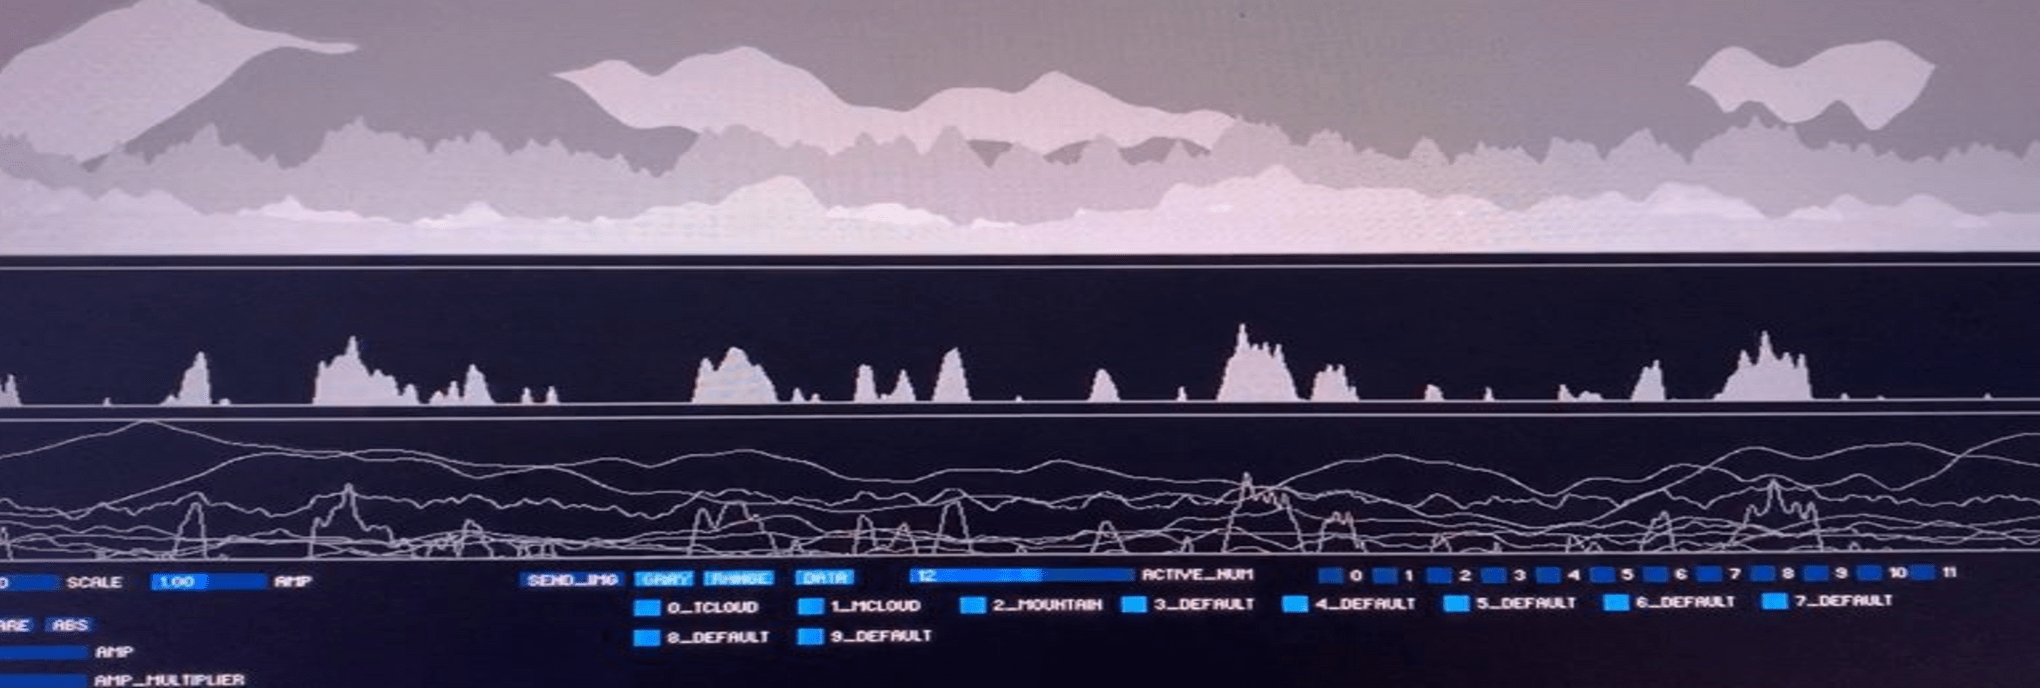 SCALE 1.00 AMP SEND_IMG GRAY RANGE DATA 12 ACTIVE_NUM 0 1 2 3 4 5 6 7 8 9 10 11
0_TCLOUD 1_MCLOUD 2_MOUNTAIN 3_DEFAULT 4_DEFAULT 5_DEFAULT 6_DEFAULT 7_DEFAULT
ARE ABS
8_DEFAULT 9_DEFAULT
AMP
AMP_MULTIPLIER